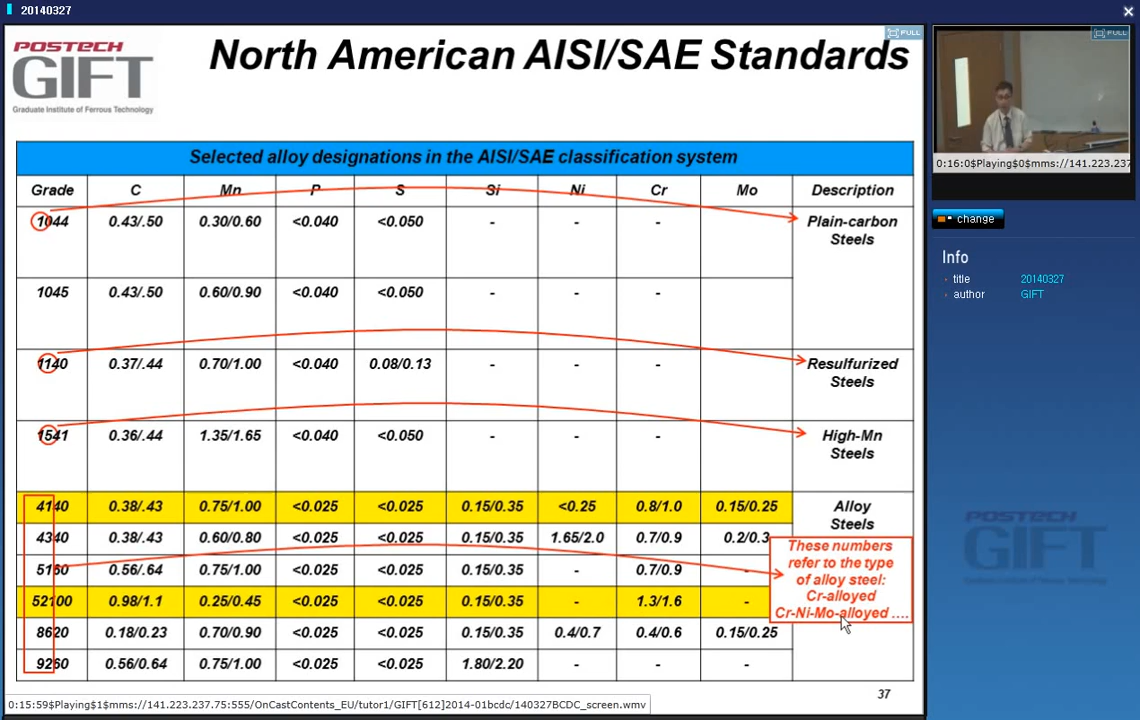 20140327
POSTECH
GIFT
Graduate Institute of Ferrous Technology
North American AISI/SAE Standards
FULL
FULL
Selected alloy designations in the AISI/SAE classification system
Grade C Mn P S Si Ni Cr Mo Description
1044 0.43/.50 0.30/0.60 <0.040 <0.050 - - - Plain-carbon
Steels
1045 0.43/.50 0.60/0.90 <0.040 <0.050 - - -
1140 0.37/.44 0.70/1.00 <0.040 0.08/0.13 - - - Resulfurized
Steels
1541 0.36/.44 1.35/1.65 <0.040 <0.050 - - - High-Mn
Steels
4140 0.38/.43 0.75/1.00 <0.025 <0.025 0.15/0.35 <0.25 0.8/1.0 0.15/0.25 Alloy
Steels
4340 0.38/.43 0.60/0.80 <0.025 <0.025 0.15/0.35 1.65/2.0 0.7/0.9 0.2/0.3
5160 0.56/.64 0.75/1.00 <0.025 <0.025 0.15/0.35 - 0.7/0.9 -
52100 0.98/1.1 0.25/0.45 <0.025 <0.025 0.15/0.35 - 1.3/1.6 -
8620 0.18/0.23 0.70/0.90 <0.025 <0.025 0.15/0.35 0.4/0.7 0.4/0.6 0.15/0.25
9260 0.56/0.64 0.75/1.00 <0.025 <0.025 1.80/2.20 - - -
These numbers
refer to the type
of alloy steel:
Cr-alloyed
Cr-Ni-Mo-alloyed ....
37
0:15:59$Playing$1$mms://141.223.237.75:555/OnCastContents_EU/tutor1/GIFT[612]2014-01bcdc/140327BCDC_screen.wmv
0:16:0$Playing$0$mms://141.223.237
change
Info
title 20140327
author GIFT
POSTECH
GIFT